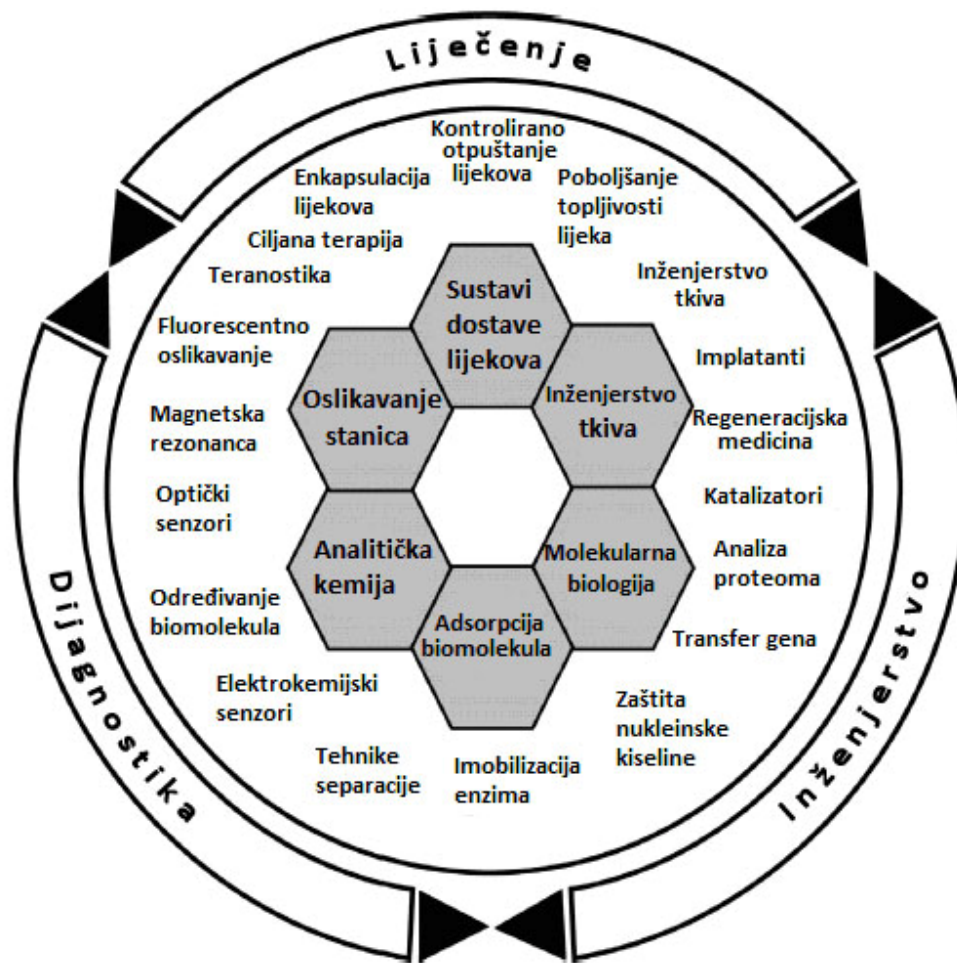 Liječenje
Kontrolirano
otpuštanje
lijekova
Enkapsulacija
lijekova
Poboljšanje
topljivosti
lijeka
Ciljana terapija
Teranostika
Inženjerstvo
tkiva
Sustavi
dostave
lijekova
Fluorescentno
oslikavanje
Implatanti
Oslikavanje
stanica
Inženjerstvo
tkiva
Magnetska
rezonanca
Regeneracijska
medicina
Optički
senzori
Katalizatori
Analitička
kemija
Molekularna
biologija
Analiza
proteoma
Određivanje
biomolekula
Adsorpcija
biomolekula
Transfer gena
Elektrokemijski
senzori
Zaštita
nukleinske
kiseline
Tehnike
separacije
Imobilizacija
enzima
Dijagnostika
Inženjerstvo